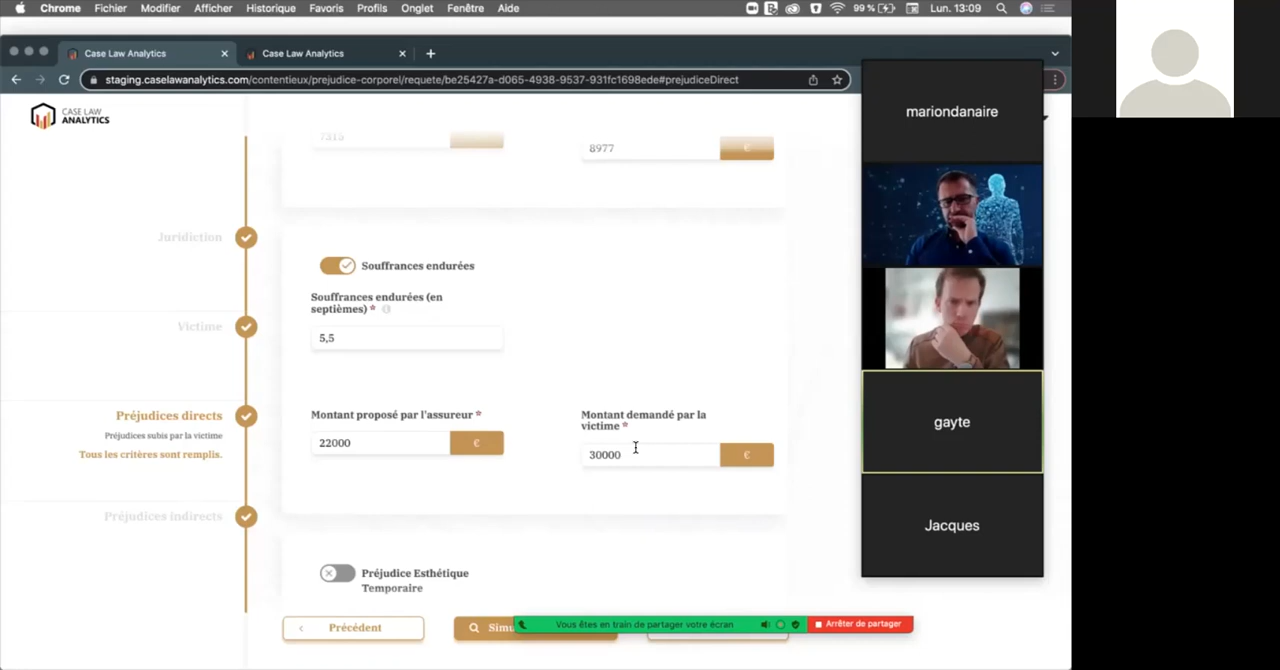 Chrome Fichier Modifier Afficher Historique Favoris Profils Onglet Fenêtre Aide
99 % Lun. 13:09
Case Law Analytics
Case Law Analytics
staging.caselawanalytics.com/contentieux/prejudice-corporel/requete/be25427a-d065-4938-9537-931fc1698ede#prejudiceDirect
CASE LAW
ANALYTICS
7215
8977 €
Juridiction
Victime
Préjudices directs
Préjudices subis par la victime
Tous les critères sont remplis.
Préjudices indirects
Souffrances endurées
Souffrances endurées (en
septièmes) *
5,5
Montant proposé par l'assureur *
22000 €
Montant demandé par la
victime *
30000 €
Préjudice Esthétique
Temporaire
Précédent
Simu
Vous êtes en train de partager votre écran
Arrêter de partager
mariondanaire
gayte
Jacques